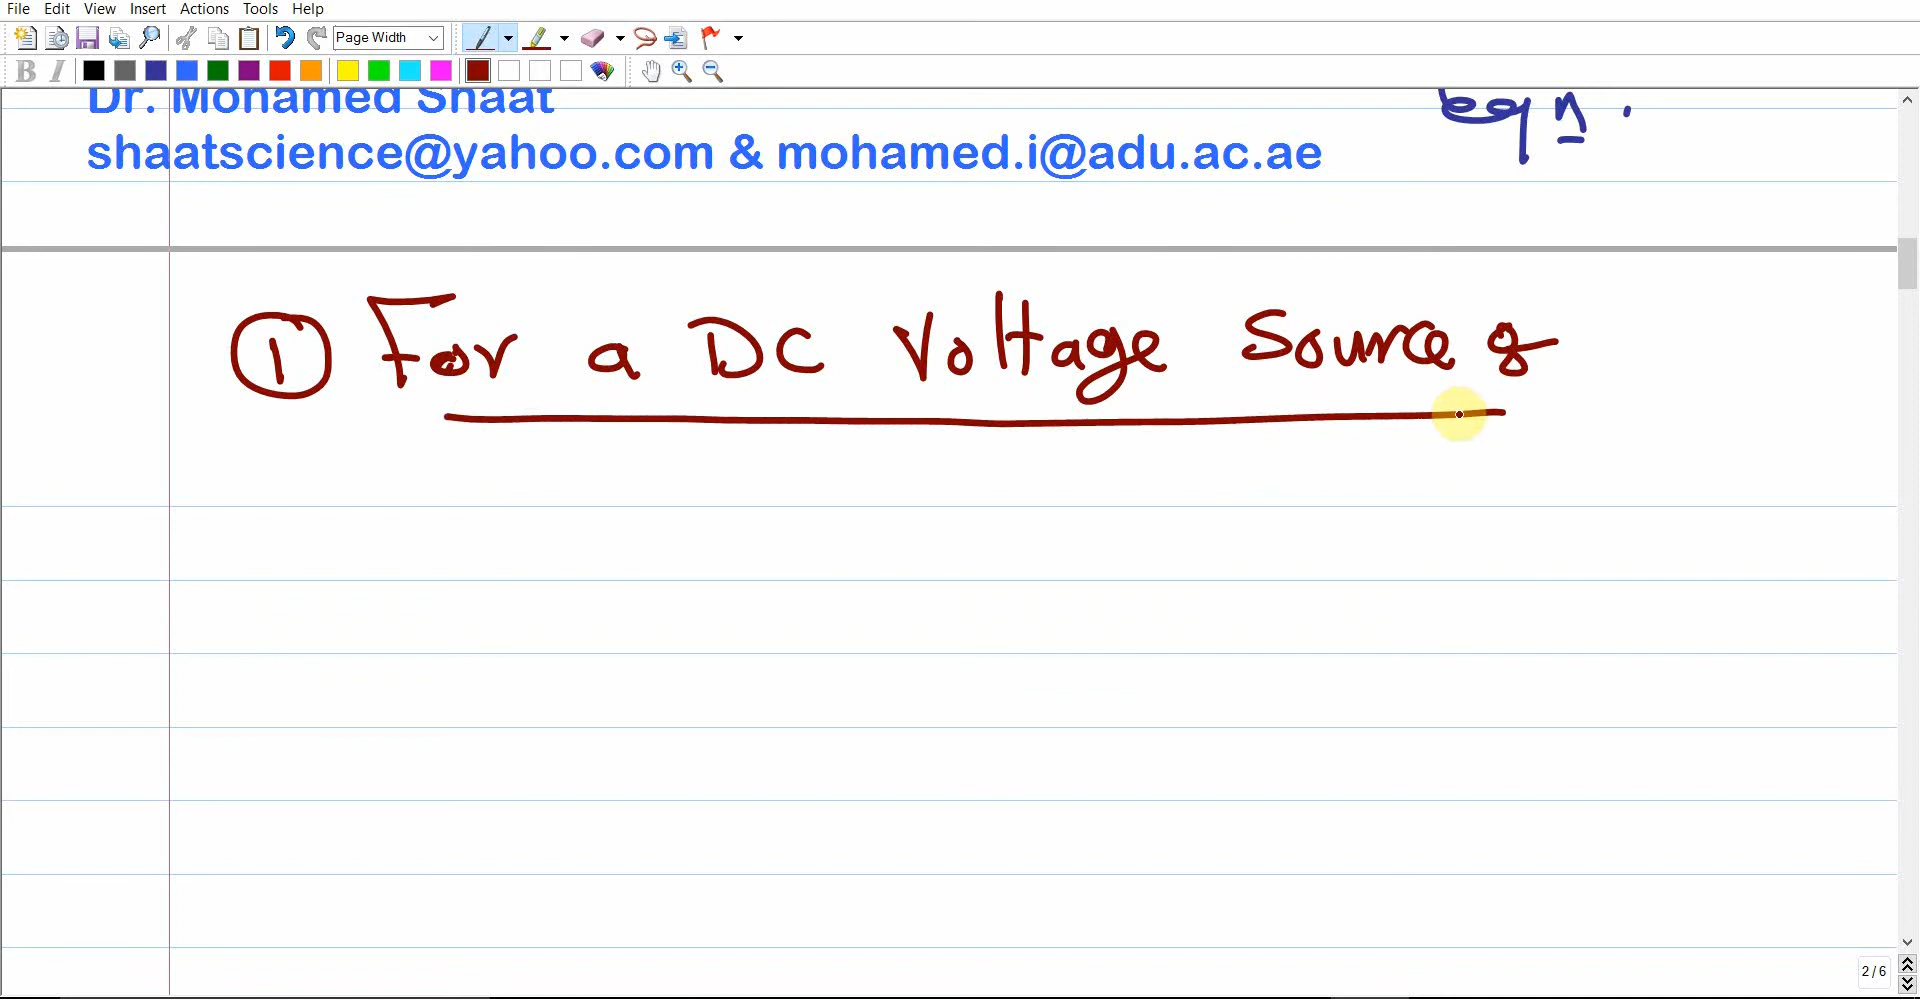 File Edit View Insert Actions Tools Help
Page Width
B I
Dr. Mohamed Shaat
eqn.
shaatscience@yahoo.com & mohamed.i@adu.ac.ae
① For a DC Voltage Source
2 / 6